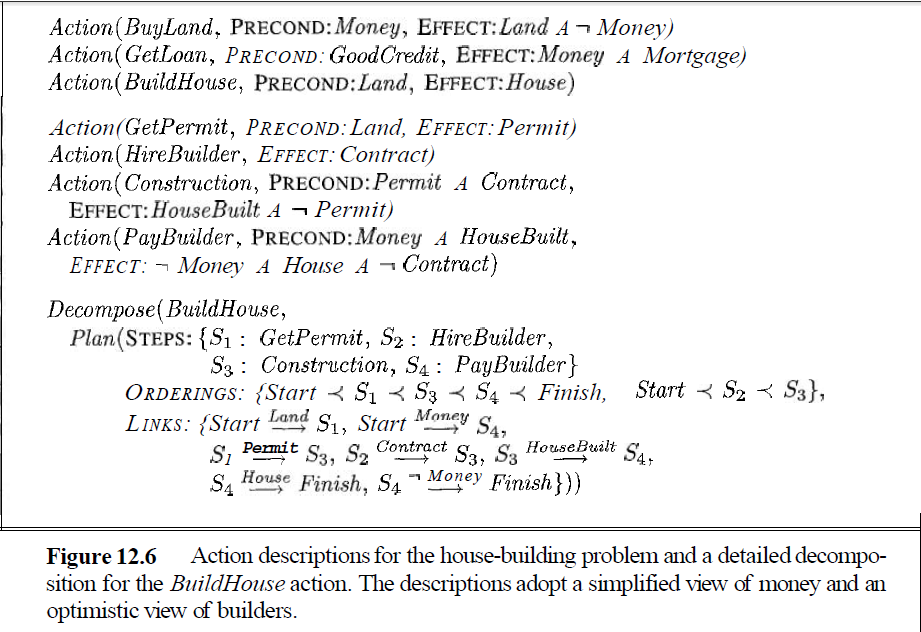 Action(BuyLand, PRECOND:Money, EFFECT:Land A ¬ Money)
Action(GetLoan, PRECOND:GoodCredit, EFFECT:Money A Mortgage)
Action(BuildHouse, PRECOND:Land, EFFECT:House)
Action(GetPermit, PRECOND:Land, EFFECT:Permit)
Action(HireBuilder, EFFECT:Contract)
Action(Construction, PRECOND:Permit A Contract,
EFFECT:HouseBuilt A ¬ Permit)
Action(PayBuilder, PRECOND:Money A HouseBuilt,
EFFECT: ¬ Money A House A ¬ Contract)
Decompose(BuildHouse,
Plan(STEPS: {S1 : GetPermit, S2 : HireBuilder,
S3 : Construction, S4 : PayBuilder}
ORDERINGS: {Start ≺ S1 ≺ S3 ≺ S4 ≺ Finish, Start ≺ S2 ≺ S3},
LINKS: {Start Land→ S1, Start Money→ S4,
S1 Permit→ S3, S2 Contract→ S3, S3 HouseBuilt→ S4,
S4 House→ Finish, S4 ¬ Money→ Finish}))
Figure 12.6 Action descriptions for the house-building problem and a detailed decompo-
sition for the BuildHouse action. The descriptions adopt a simplified view of money and an
optimistic view of builders.